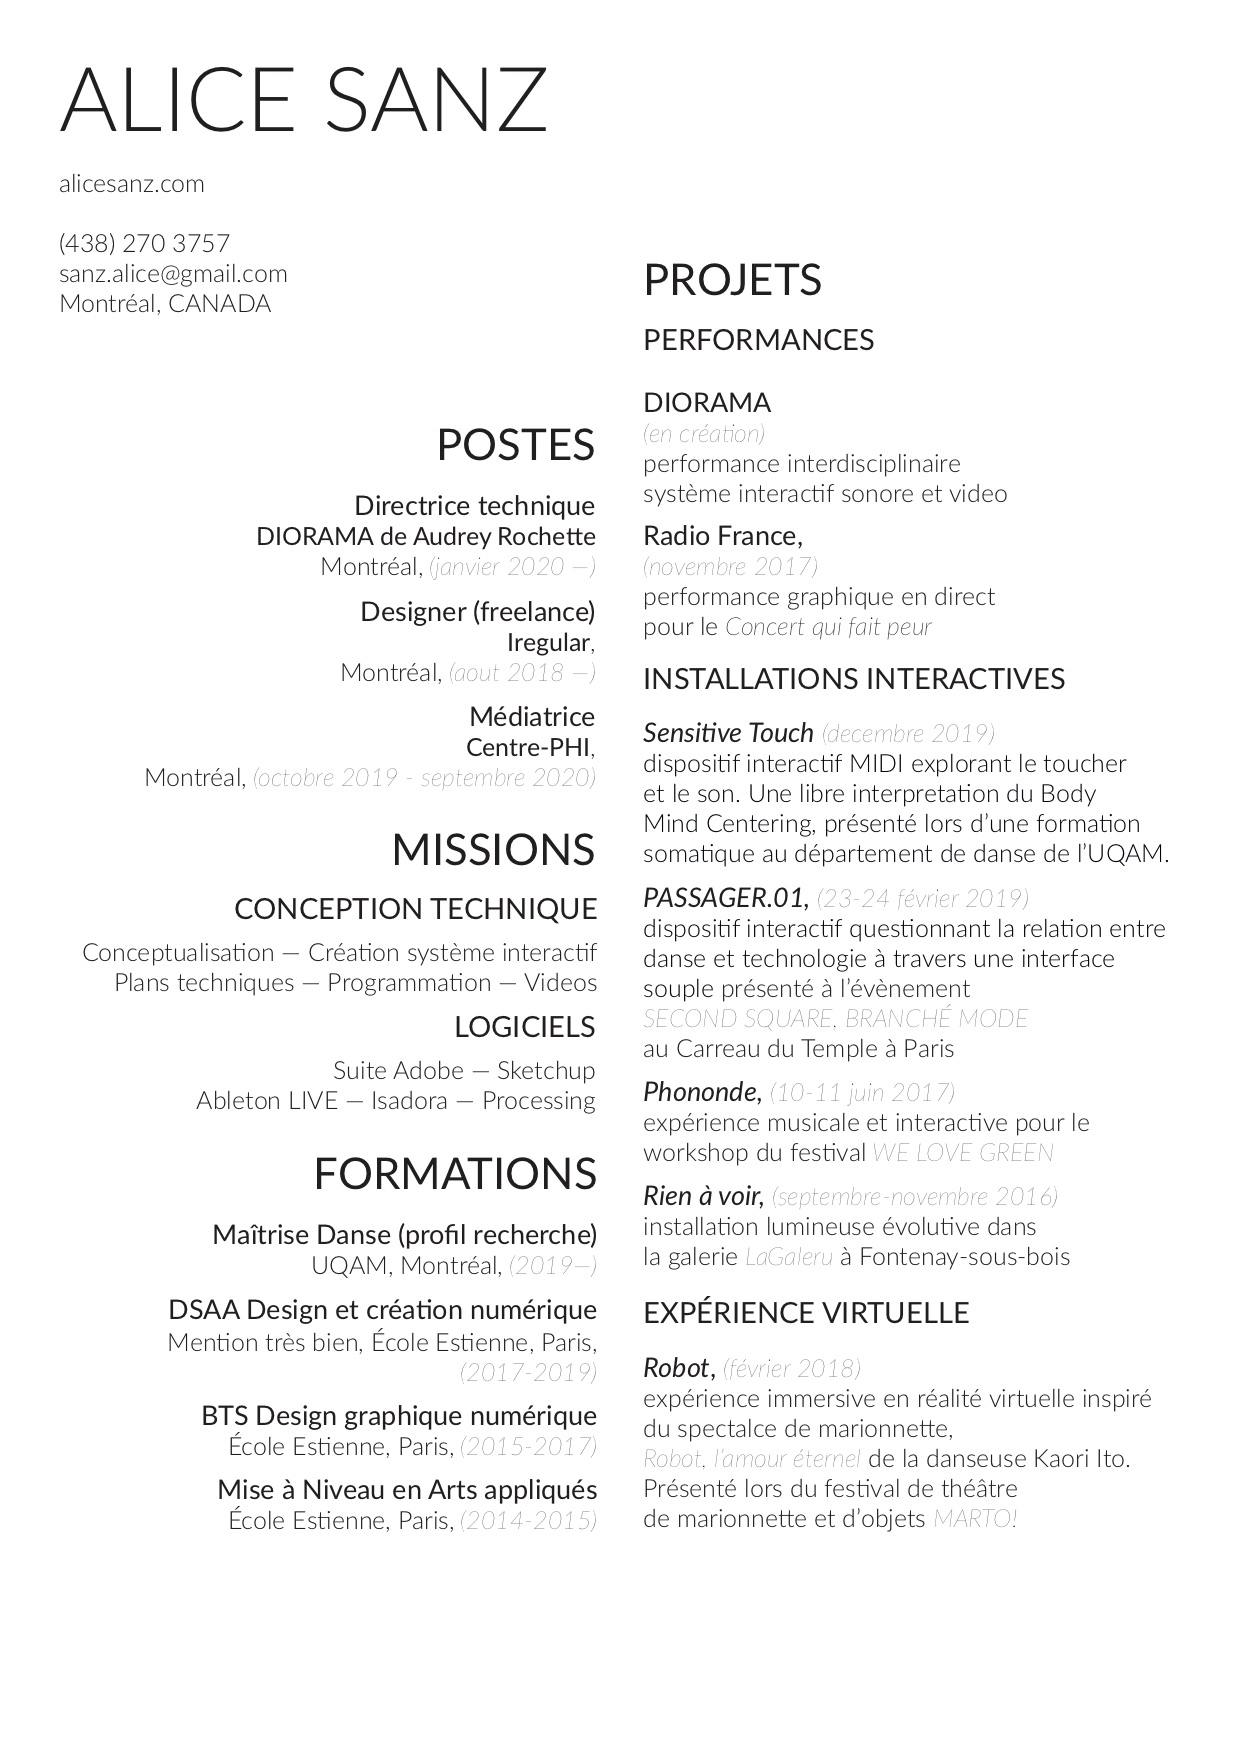 ALICE SANZ
alicesanz.com
(438) 270 3757
sanz.alice@gmail.com
Montréal, CANADA
POSTES
Directrice technique
DIORAMA de Audrey Rochette
Montréal, (janvier 2020 —)
Designer (freelance)
Iregular,
Montréal, (aout 2018 —)
Médiatrice
Centre-PHI,
Montréal, (octobre 2019 - septembre 2020)
MISSIONS
CONCEPTION TECHNIQUE
Conceptualisation — Création système interactif
Plans techniques — Programmation — Videos
LOGICIELS
Suite Adobe — Sketchup
Ableton LIVE — Isadora — Processing
FORMATIONS
Maîtrise Danse (profil recherche)
UQAM, Montréal, (2019—)
DSAA Design et création numérique
Mention très bien, École Estienne, Paris,
(2017-2019)
BTS Design graphique numérique
École Estienne, Paris, (2015-2017)
Mise à Niveau en Arts appliqués
École Estienne, Paris, (2014-2015)
PROJETS
PERFORMANCES
DIORAMA
(en création)
performance interdisciplinaire
système interactif sonore et video
Radio France,
(novembre 2017)
performance graphique en direct
pour le Concert qui fait peur
INSTALLATIONS INTERACTIVES
Sensitive Touch (decembre 2019)
dispositif interactif MIDI explorant le toucher
et le son. Une libre interpretation du Body
Mind Centering, présenté lors d’une formation
somatique au département de danse de l’UQAM.
PASSAGER.01, (23-24 février 2019)
dispositif interactif questionnant la relation entre
danse et technologie à travers une interface
souple présenté à l’évènement
SECOND SQUARE, BRANCHÉ MODE
au Carreau du Temple à Paris
Phononde, (10-11 juin 2017)
expérience musicale et interactive pour le
workshop du festival WE LOVE GREEN
Rien à voir, (septembre-novembre 2016)
installation lumineuse évolutive dans
la galerie LaGaleru à Fontenay-sous-bois
EXPÉRIENCE VIRTUELLE
Robot, (février 2018)
expérience immersive en réalité virtuelle inspiré
du spectalce de marionnette,
Robot, l’amour éternel de la danseuse Kaori Ito.
Présenté lors du festival de théâtre
de marionnette et d’objets MARTO!